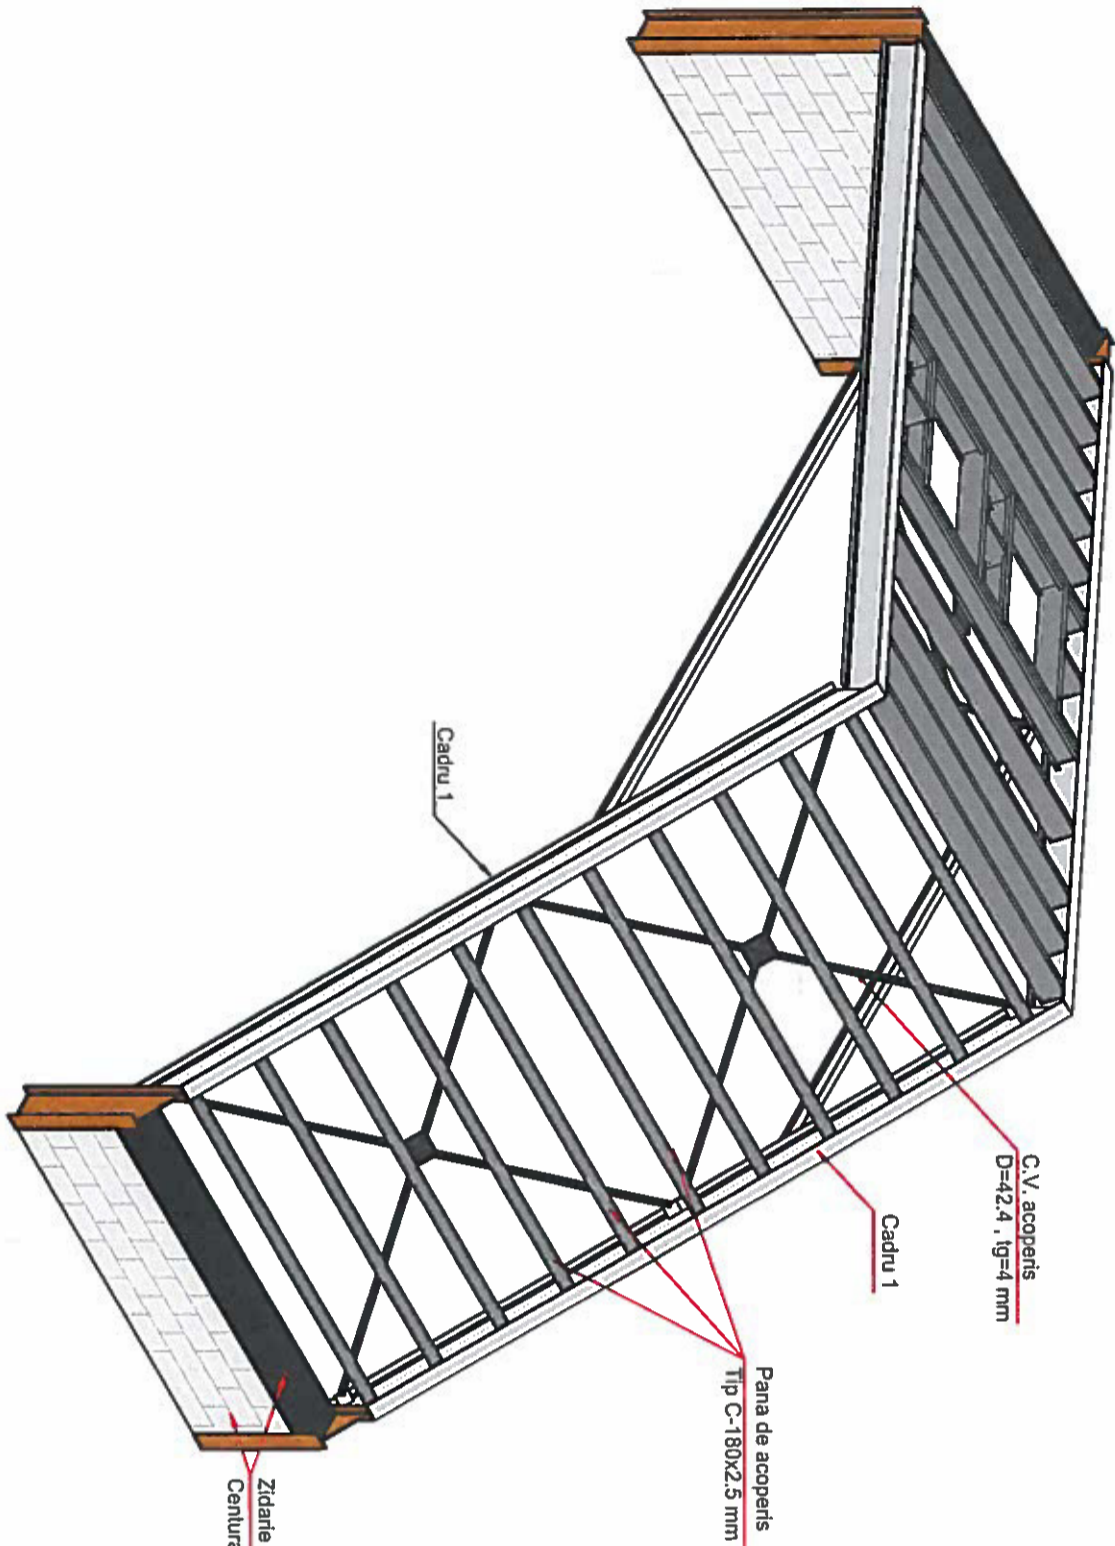 C.V. acoperis
D=42.4 , tg=4 mm
Cadru 1
Pana de acoperis
Tip C-180x2.5 mm
Cadru 1
Zidarie
Centura